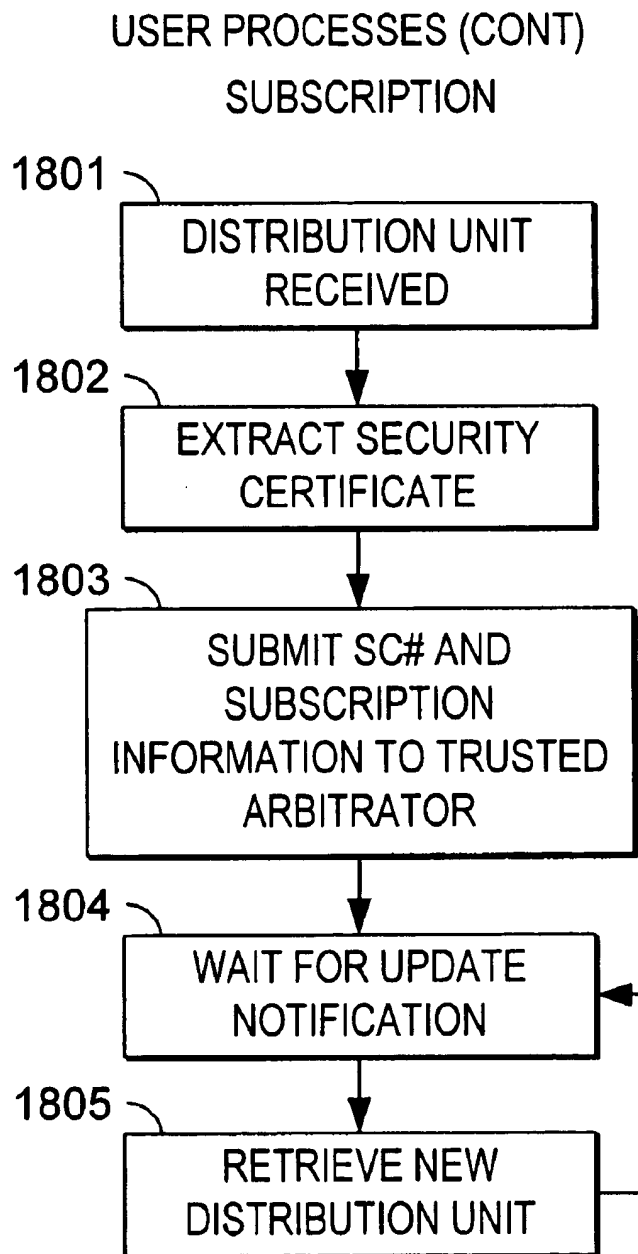 USER PROCESSES (CONT)
SUBSCRIPTION
1801
DISTRIBUTION UNIT
RECEIVED
1802
EXTRACT SECURITY
CERTIFICATE
1803
SUBMIT SC# AND
SUBSCRIPTION
INFORMATION TO TRUSTED
ARBITRATOR
1804
WAIT FOR UPDATE
NOTIFICATION
1805
RETRIEVE NEW
DISTRIBUTION UNIT